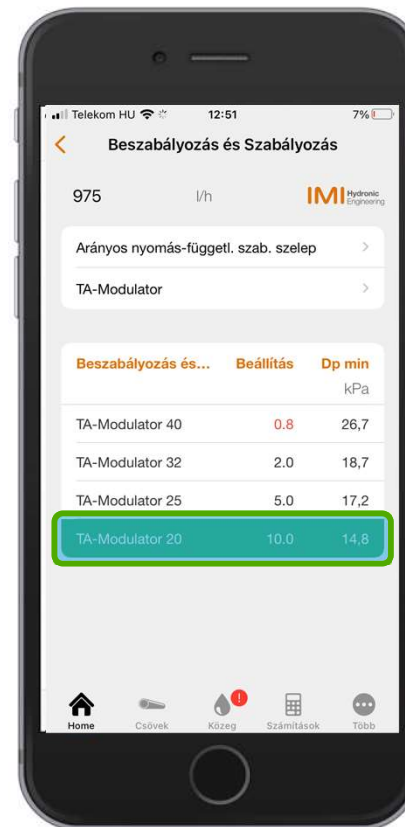 Telekom HU 12:51 7%
Beszabályozás és Szabályozás
975 l/h IMI Hydronic Engineering
Arányos nyomás-függetl. szab. szelep
TA-Modulator
Beszabályozás és... Beállítás Dp min
kPa
TA-Modulator 40 0.8 26,7
TA-Modulator 32 2.0 18,7
TA-Modulator 25 5.0 17,2
TA-Modulator 20 10.0 14,8
Home Csövek Közeg Számítások Több